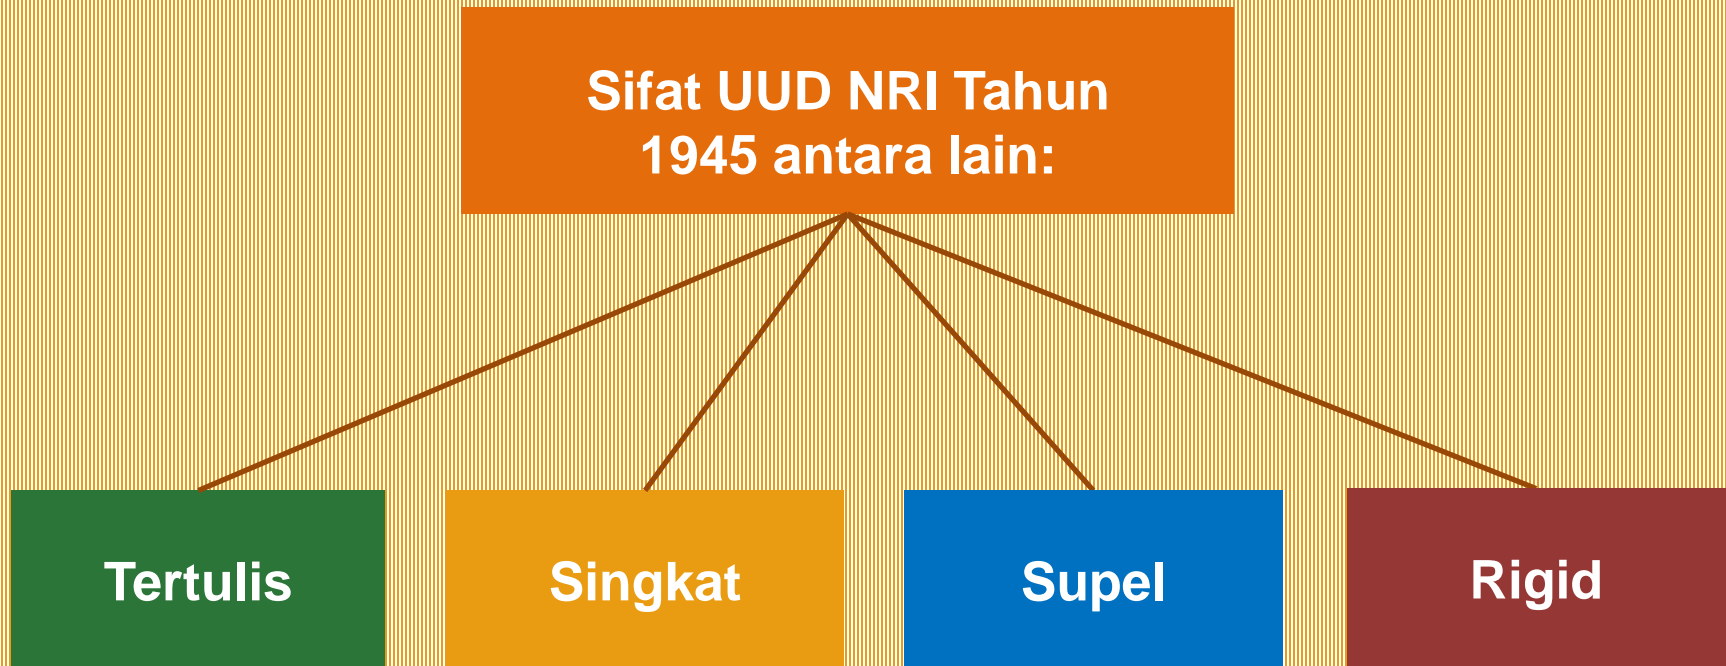 Sifat UUD NRI Tahun
1945 antara lain:
Tertulis
Singkat
Supel
Rigid